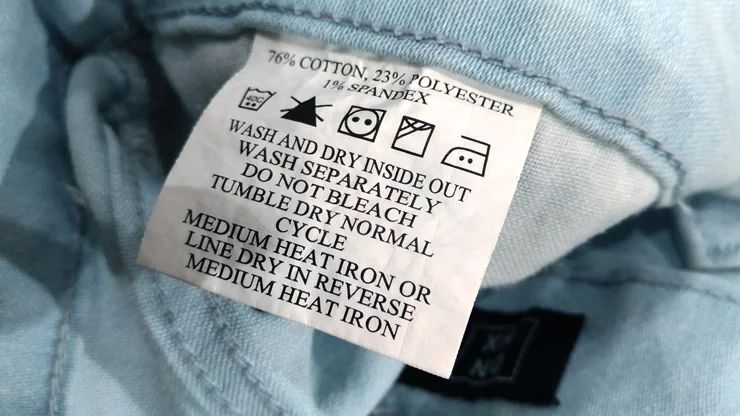 76% COTTON, 23% POLYESTER
1% SPANDEX
40C
WASH AND DRY INSIDE OUT
WASH SEPARATELY
DO NOT BLEACH
TUMBLE DRY NORMAL
CYCLE
MEDIUM HEAT IRON OR
LINE DRY IN REVERSE
MEDIUM HEAT IRON